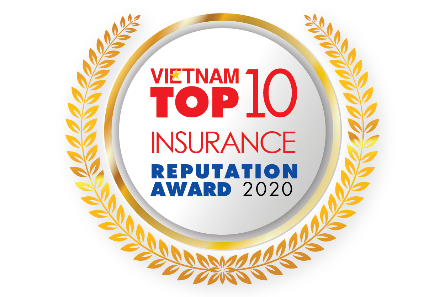 VIETNAM
TOP 10
INSURANCE
REPUTATION
AWARD 2020